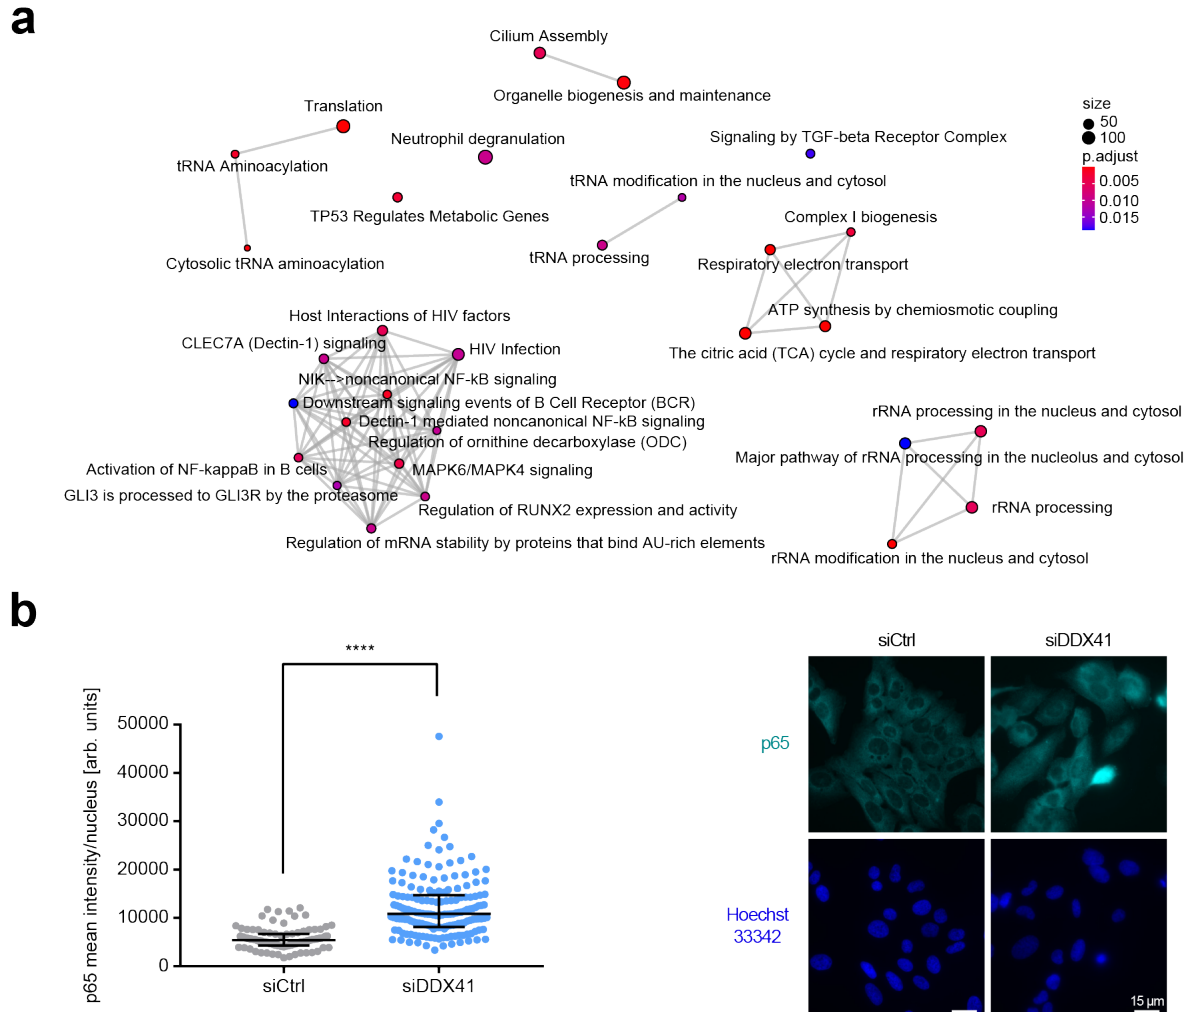 a
Cilium Assembly
Organelle biogenesis and maintenance
Translation
Neutrophil degranulation
Signaling by TGF-beta Receptor Complex
size
50
100
p.adjust
0.005
0.010
0.015
tRNA Aminoacylation
tRNA modification in the nucleus and cytosol
TP53 Regulates Metabolic Genes
Complex I biogenesis
Cytosolic tRNA aminoacylation
tRNA processing
Respiratory electron transport
ATP synthesis by chemiosmotic coupling
The citric acid (TCA) cycle and respiratory electron transport
Host Interactions of HIV factors
CLEC7A (Dectin-1) signaling
HIV Infection
NIK-->noncanonical NF-kB signaling
Downstream signaling events of B Cell Receptor (BCR)
Dectin-1 mediated noncanonical NF-kB signaling
Regulation of ornithine decarboxylase (ODC)
Activation of NF-kappaB in B cells
MAPK6/MAPK4 signaling
GLI3 is processed to GLI3R by the proteasome
Regulation of RUNX2 expression and activity
Regulation of mRNA stability by proteins that bind AU-rich elements
rRNA processing in the nucleus and cytosol
Major pathway of rRNA processing in the nucleolus and cytosol
rRNA processing
rRNA modification in the nucleus and cytosol
b
****
p65 mean intensity/nucleus [arb. units]
50000
40000
30000
20000
10000
0
siCtrl
siDDX41
siCtrl
siDDX41
p65
Hoechst
33342
15 µm